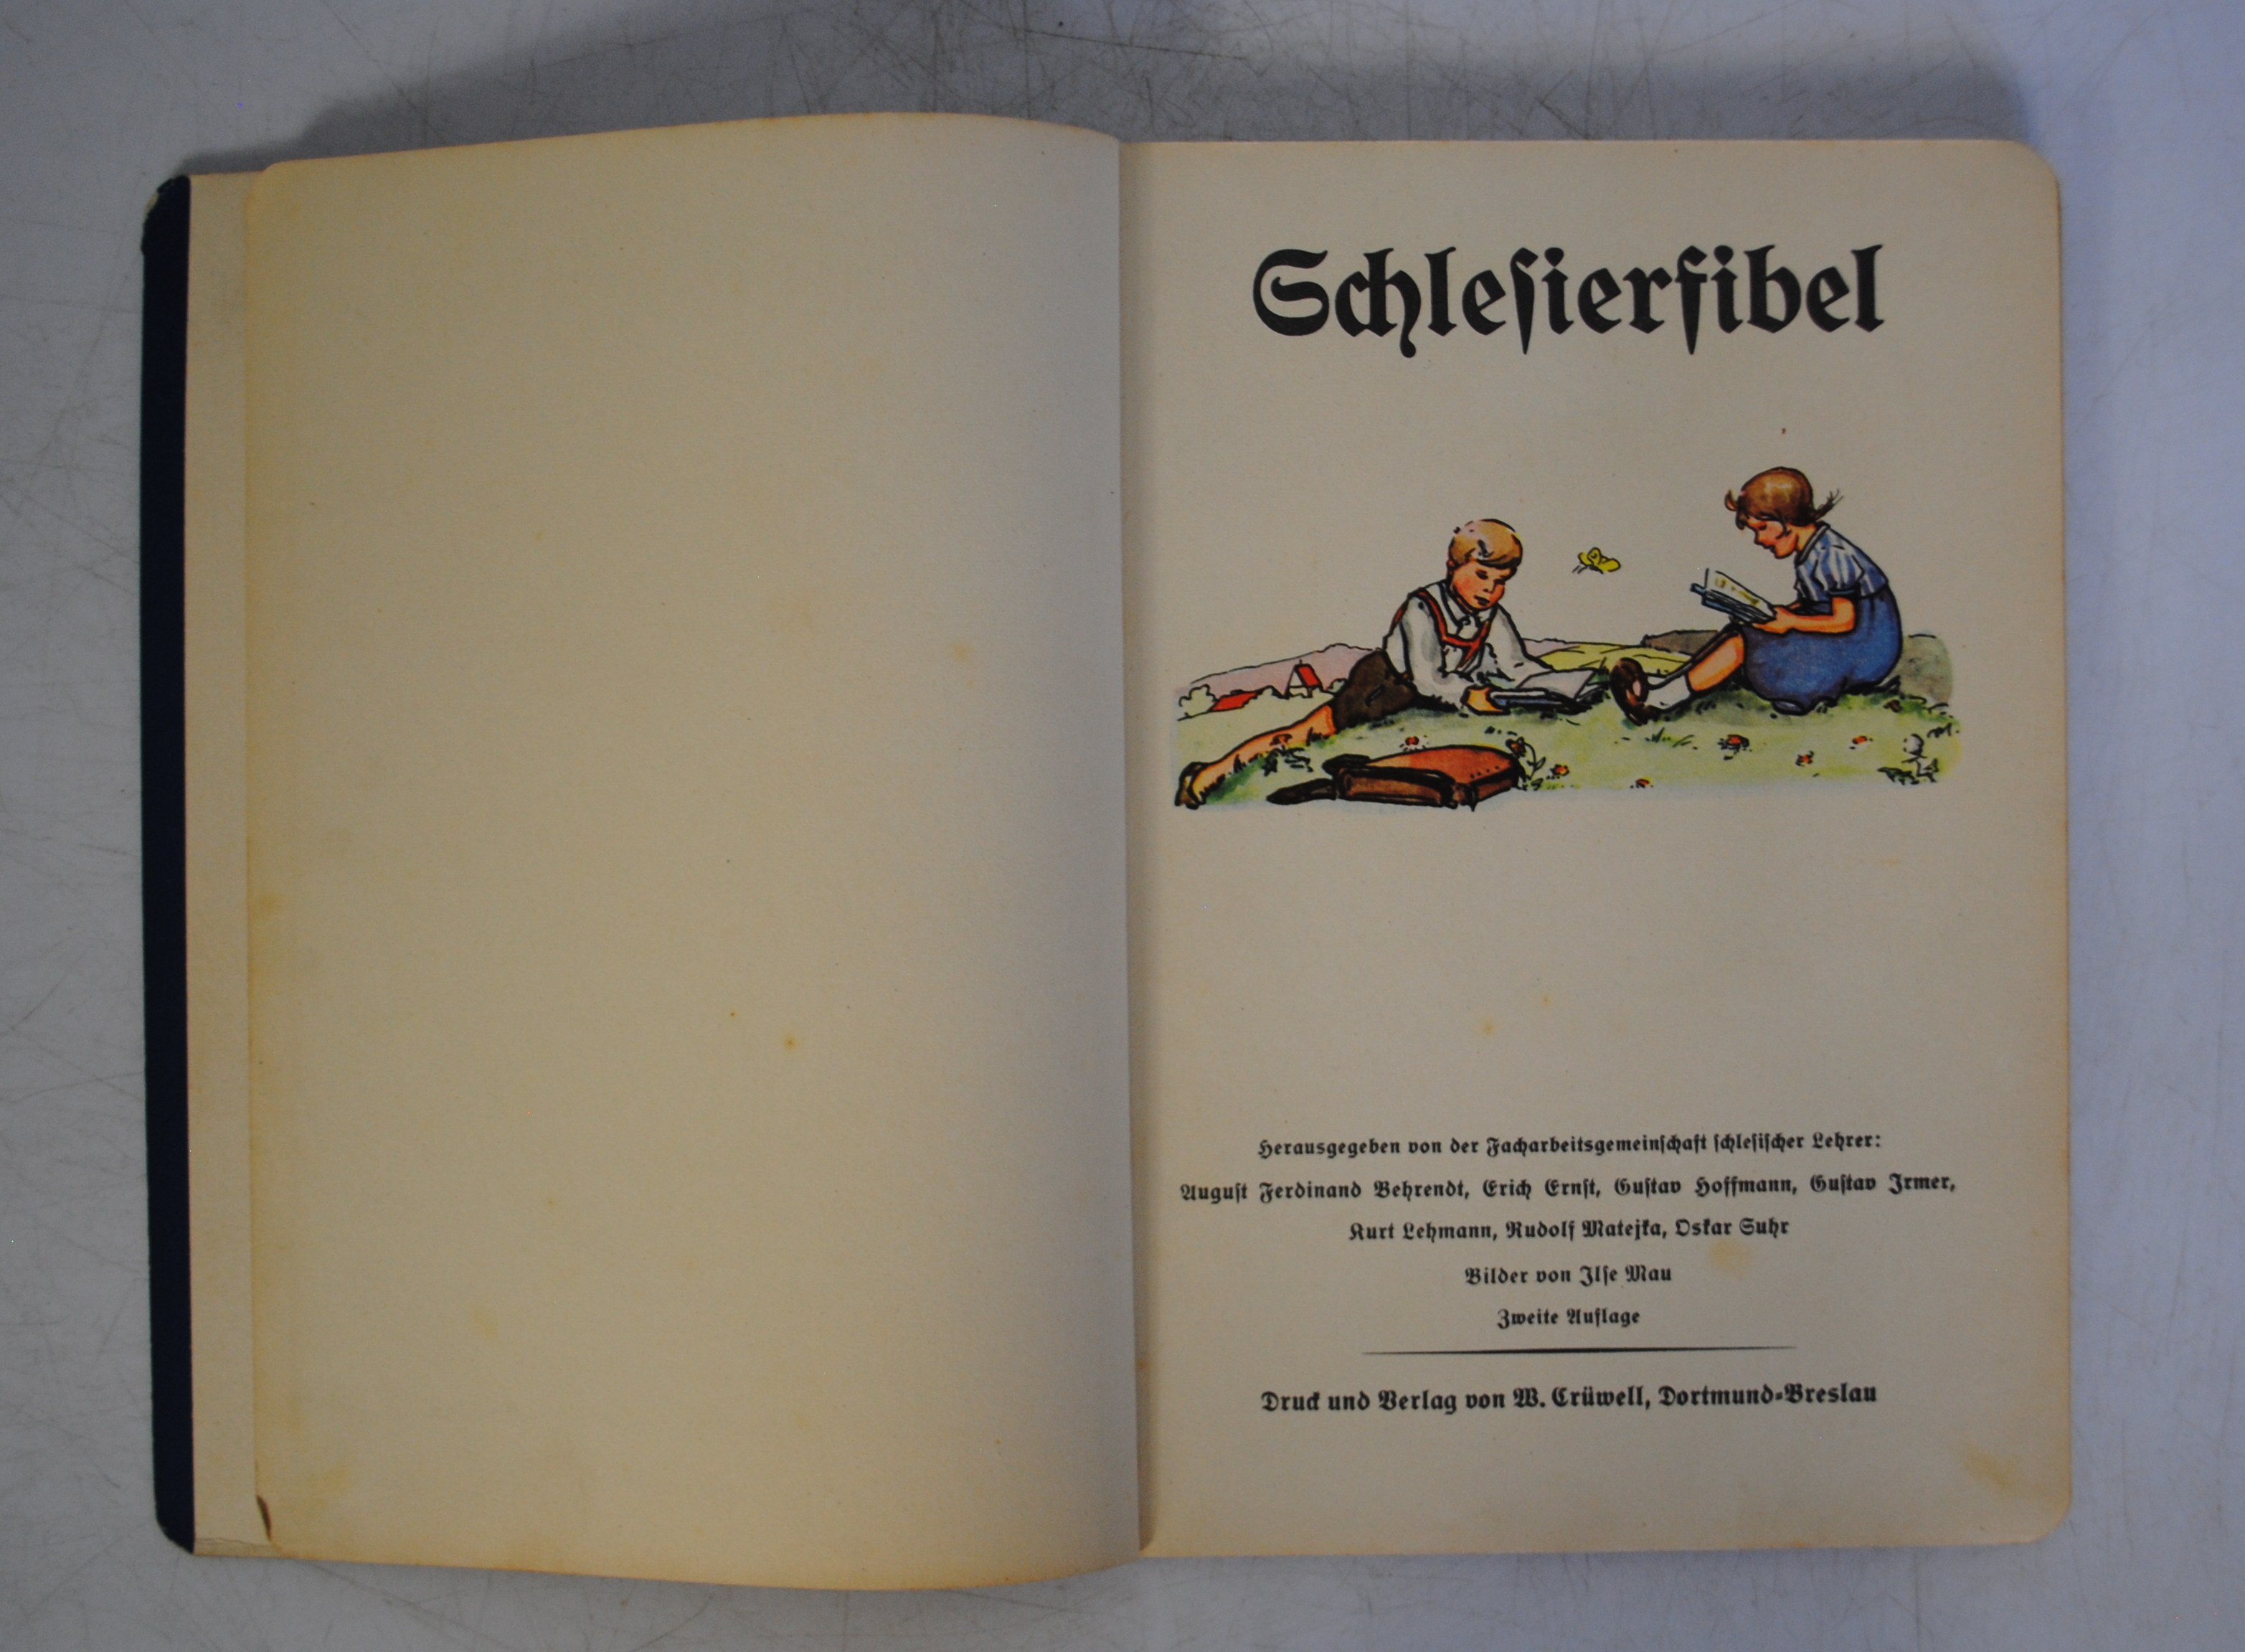 Schlesierfibel
Herausgegeben von der Facharbeitsgemeinschaft schlesischer Lehrer:
August Ferdinand Behrendt, Erich Ernst, Gustav Hoffmann, Gustav Irmer,
Kurt Lehmann, Rudolf Matejka, Oskar Suhr
Bilder von Ilse Mau
Zweite Auflage
Druck und Verlag von W. Crüwell, Dortmund-Breslau